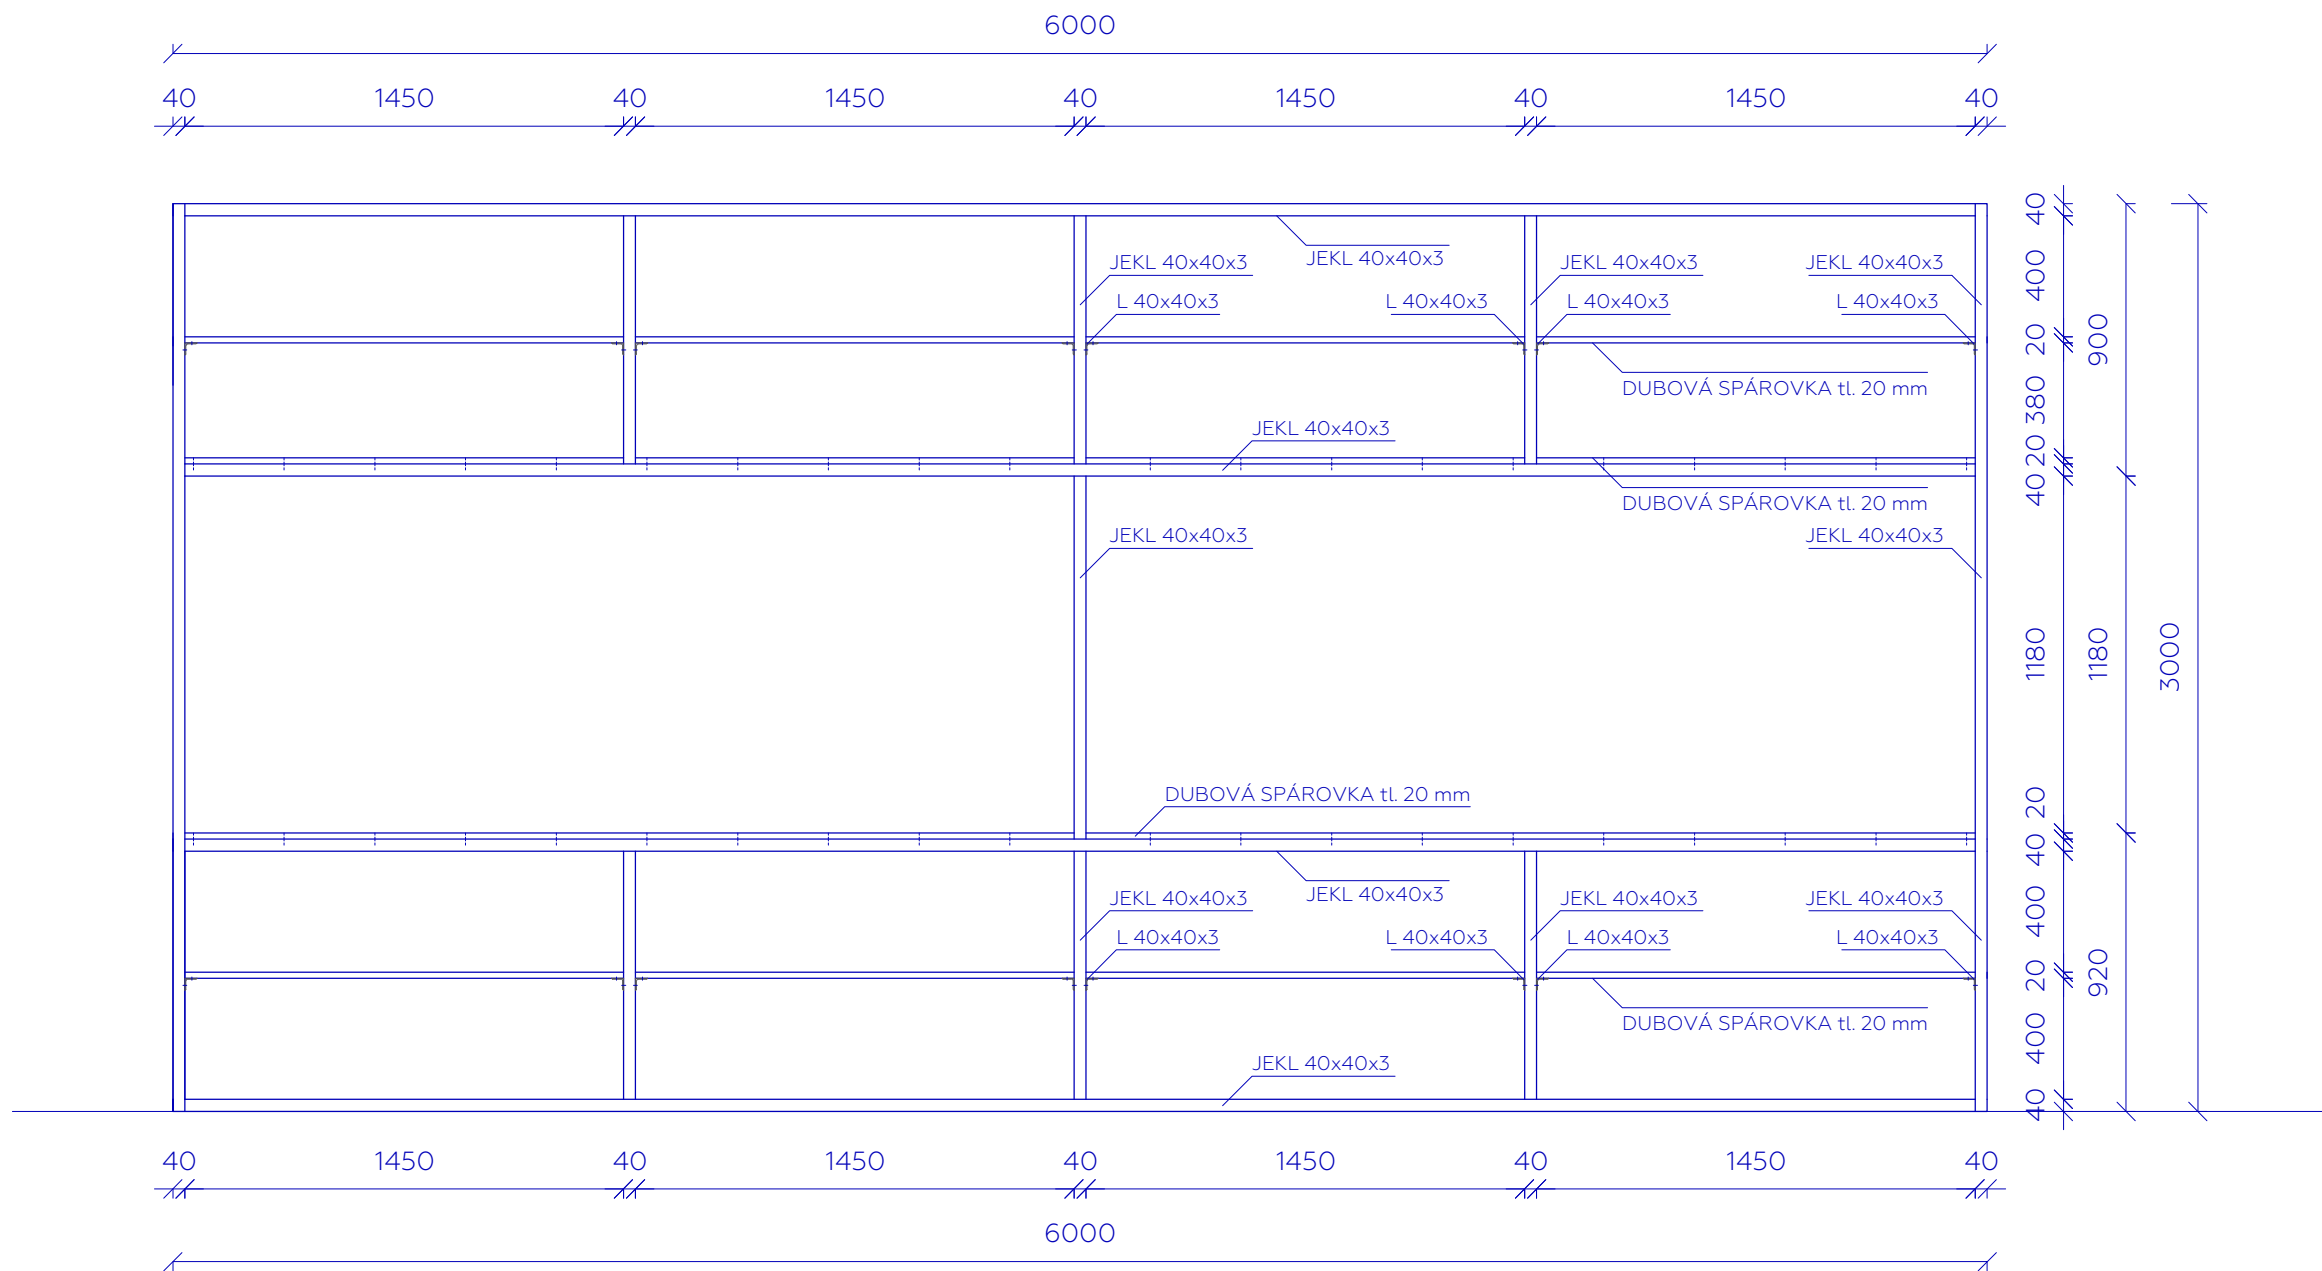 6000
40 1450 40 1450 40 1450 40 1450 40
40
JEKL 40x40x3
JEKL 40x40x3 JEKL 40x40x3 JEKL 40x40x3
400
L 40x40x3 L 40x40x3 L 40x40x3 L 40x40x3
20
900
DUBOVÁ SPÁROVKA tl. 20 mm
380
JEKL 40x40x3
20
40
DUBOVÁ SPÁROVKA tl. 20 mm
JEKL 40x40x3 JEKL 40x40x3
1180
1180
3000
DUBOVÁ SPÁROVKA tl. 20 mm
20
40
JEKL 40x40x3
JEKL 40x40x3 JEKL 40x40x3 JEKL 40x40x3
400
L 40x40x3 L 40x40x3 L 40x40x3 L 40x40x3
20
920
DUBOVÁ SPÁROVKA tl. 20 mm
400
JEKL 40x40x3
40
40 1450 40 1450 40 1450 40 1450 40
6000